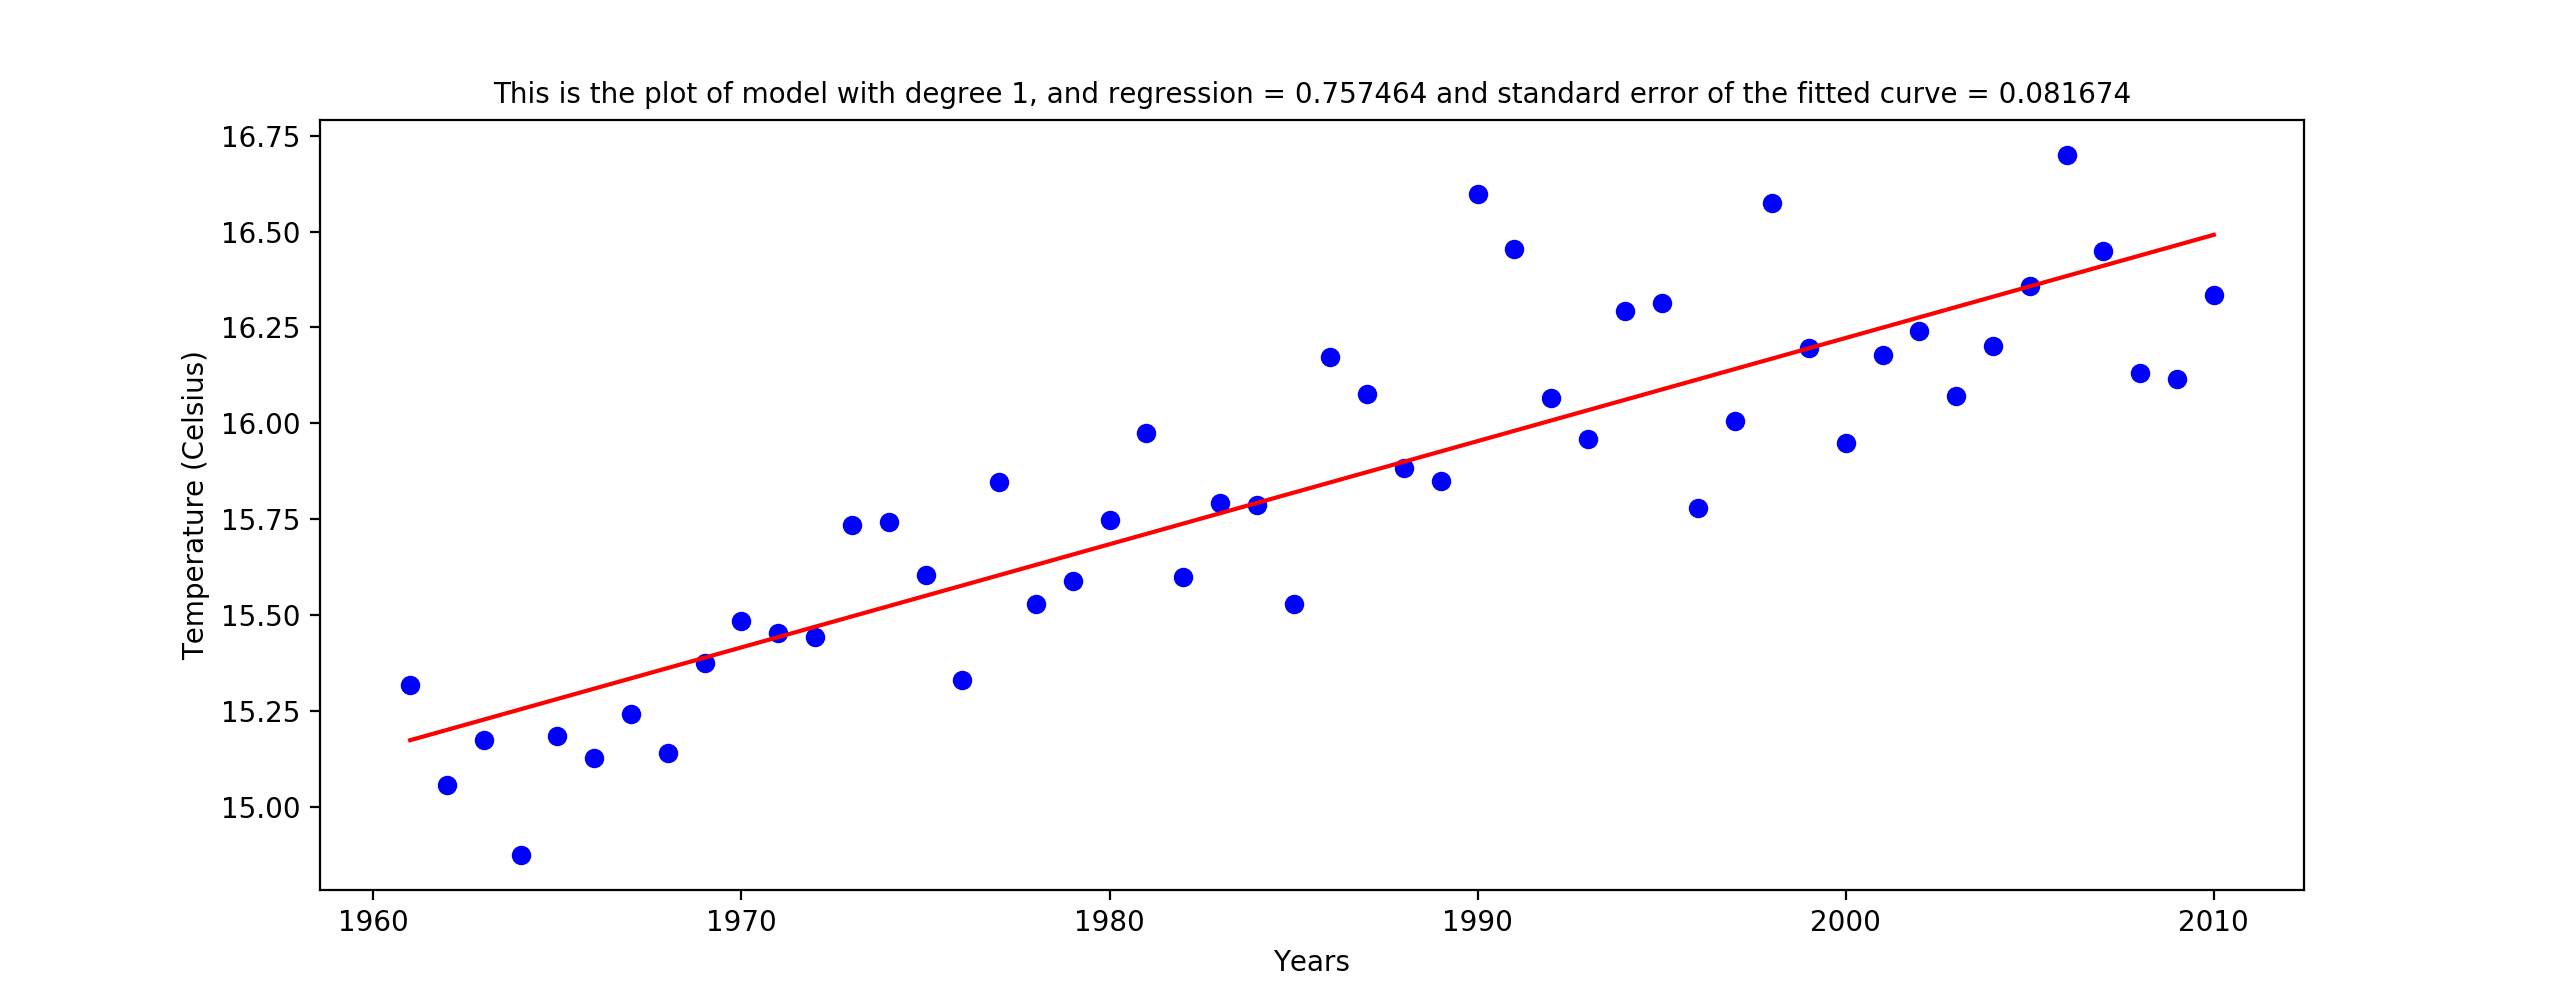 This is the plot of model with degree 1, and regression = 0.757464 and standard error of the fitted curve = 0.081674
16.75
16.50
16.25
16.00
15.75
15.50
15.25
15.00
Temperature (Celsius)
1960 1970 1980 1990 2000 2010
Years